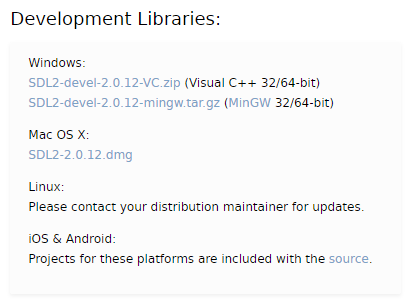 Development Libraries:
Windows:
SDL2-devel-2.0.12-VC.zip (Visual C++ 32/64-bit)
SDL2-devel-2.0.12-mingw.tar.gz (MinGW 32/64-bit)
Mac OS X:
SDL2-2.0.12.dmg
Linux:
Please contact your distribution maintainer for updates.
iOS & Android:
Projects for these platforms are included with the source.